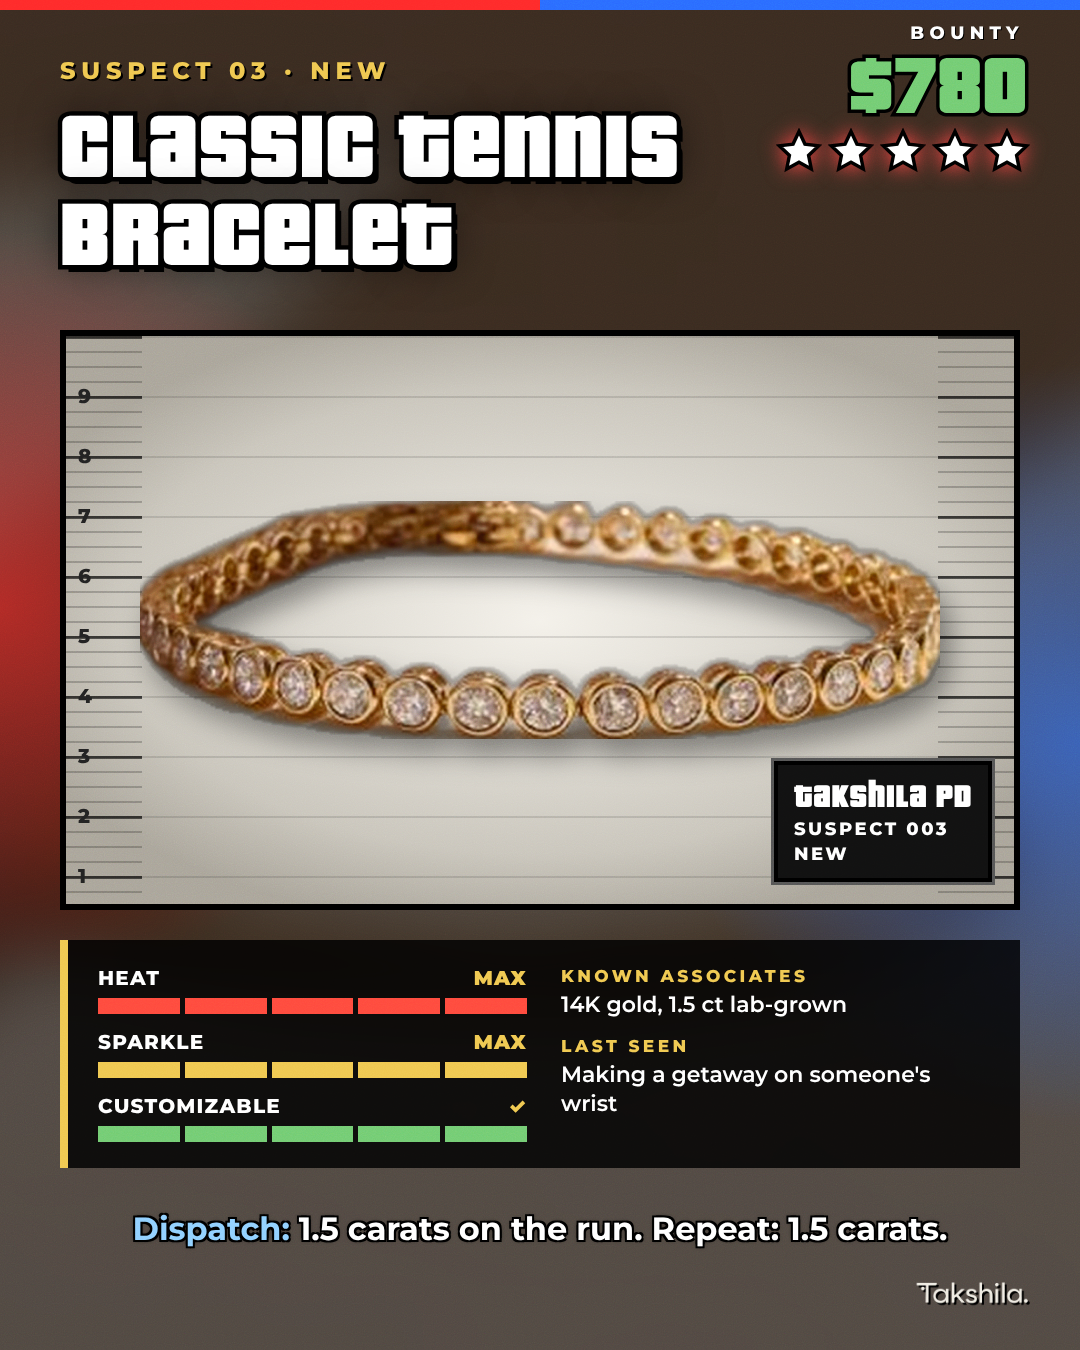 BOUNTY
SUSPECT 03 · NEW
$780
Classic Tennis
Bracelet
9
8
7
6
5
4
3
2
1
Takshila PD
SUSPECT 003
NEW
HEAT MAX
SPARKLE MAX
CUSTOMIZABLE ✓
KNOWN ASSOCIATES
14K gold, 1.5 ct lab-grown
LAST SEEN
Making a getaway on someone's
wrist
Dispatch: 1.5 carats on the run. Repeat: 1.5 carats.
Takshila.